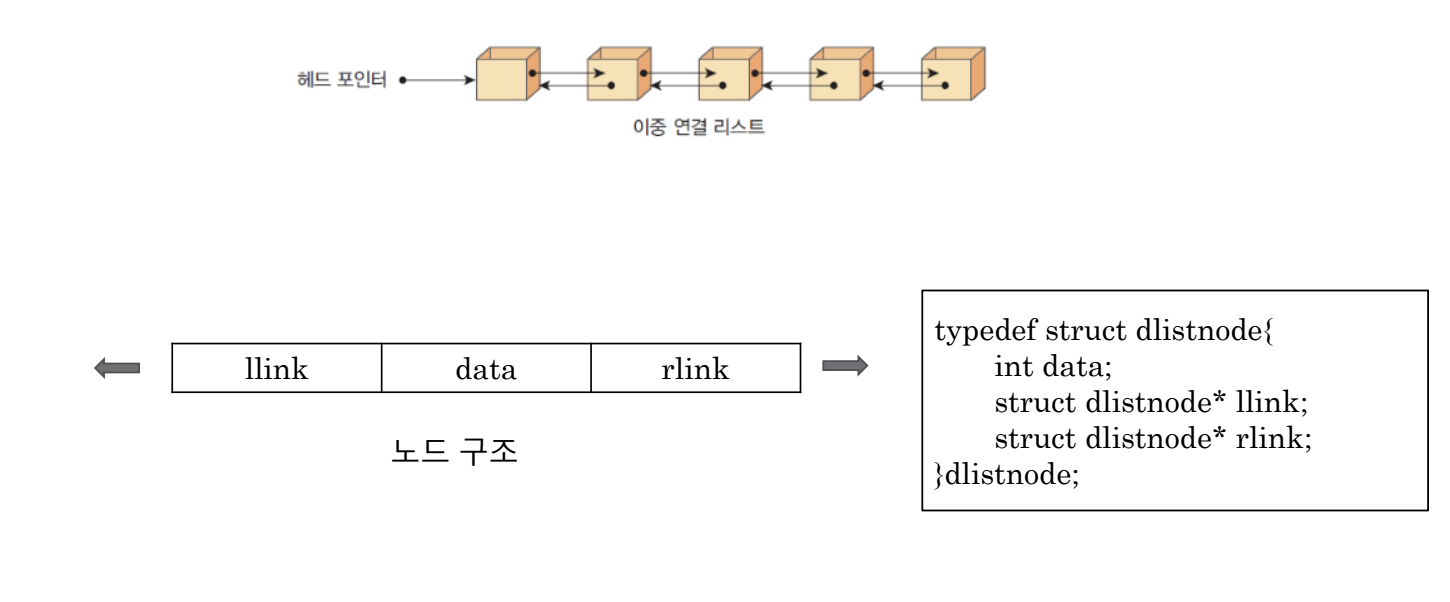 헤드 포인터
이중 연결 리스트
llink data rlink
노드 구조
typedef struct dlistnode{
int data;
struct dlistnode* llink;
struct dlistnode* rlink;
}dlistnode;